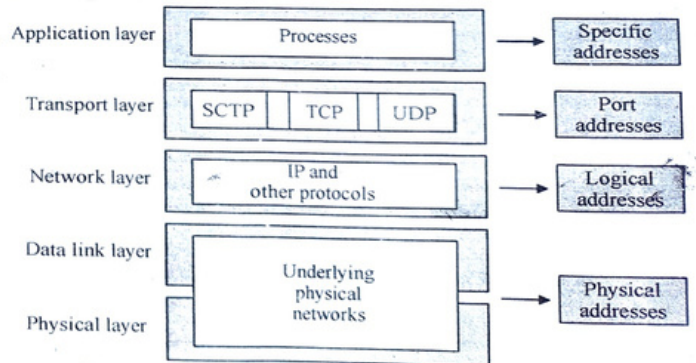 Application layer
Processes
Specific
addresses
Transport layer
SCTP
TCP
UDP
Port
addresses
Network layer
IP and
other protocols
Logical
addresses
Data link layer
Underlying
physical
networks
Physical
addresses
Physical layer